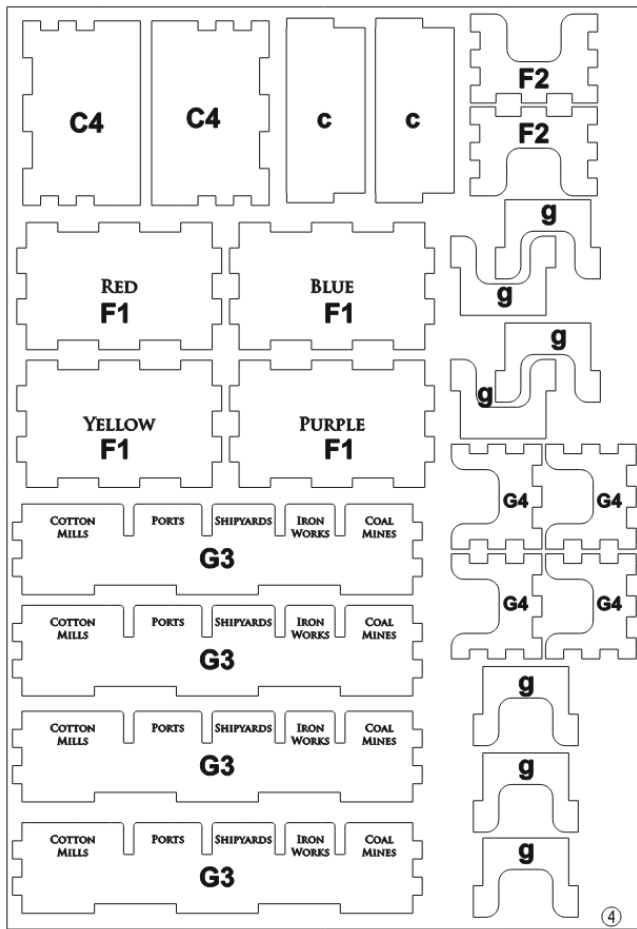 C4
C4
c
c
F2
F2
g
g
RED
F1
BLUE
F1
g
g
YELLOW
F1
PURPLE
F1
G4
G4
G4
G4
COTTON MILLS
PORTS
SHIPYARDS
IRON WORKS
COAL MINES
G3
COTTON MILLS
PORTS
SHIPYARDS
IRON WORKS
COAL MINES
G3
g
COTTON MILLS
PORTS
SHIPYARDS
IRON WORKS
COAL MINES
G3
g
COTTON MILLS
PORTS
SHIPYARDS
IRON WORKS
COAL MINES
G3
g
4